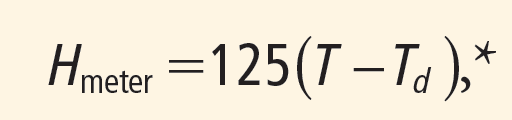 H_meter = 125(T – T_d),*